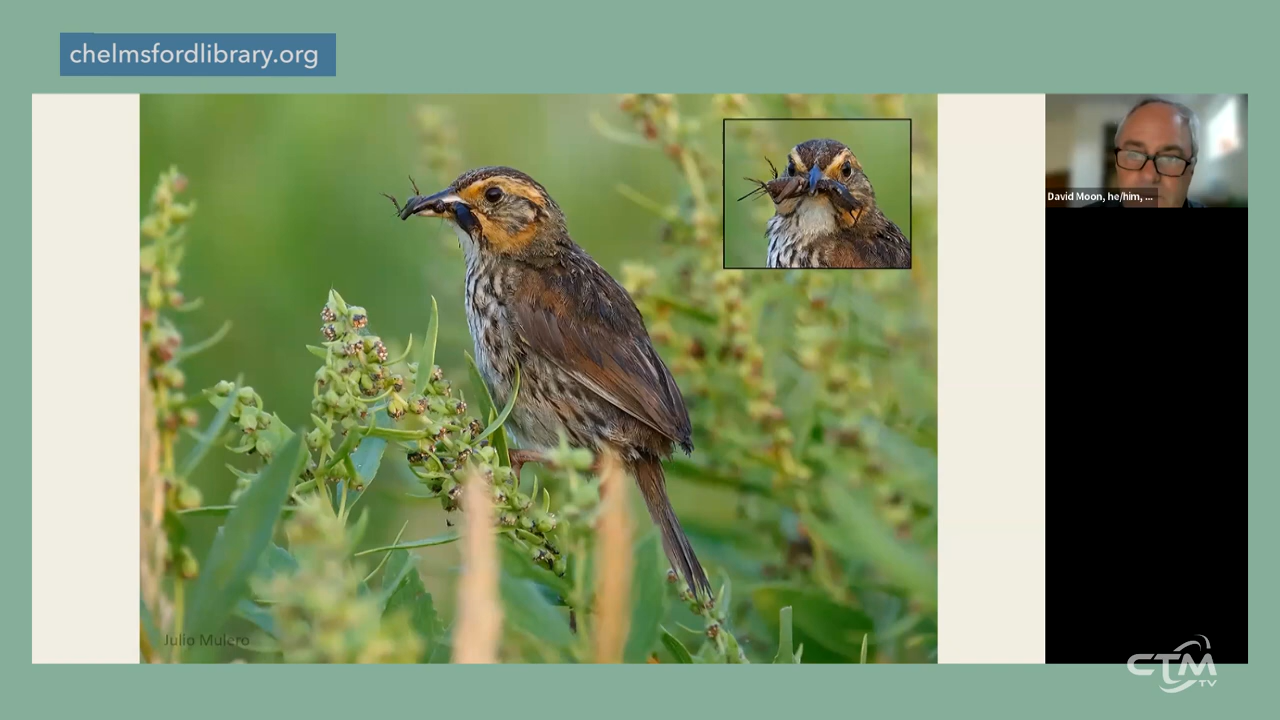 chelmsfordlibrary.org
David Moon, he/him, ...
Julio Mulero
CTM
TV